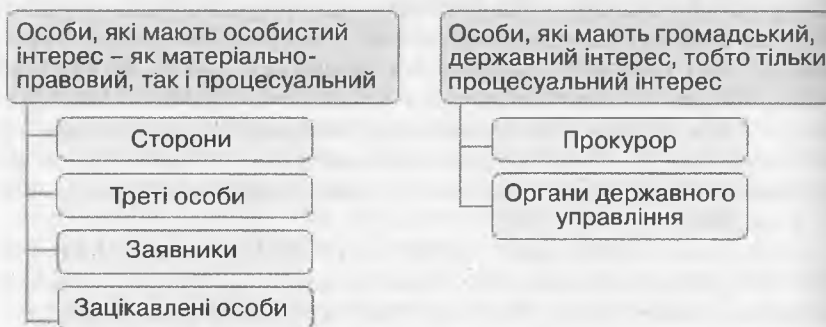 Особи, які мають особистий
інтерес – як матеріально-
правовий, так і процесуальний
Сторони
Треті особи
Заявники
Зацікавлені особи
Особи, які мають громадський,
державний інтерес, тобто тільки
процесуальний інтерес
Прокурор
Органи державного
управління